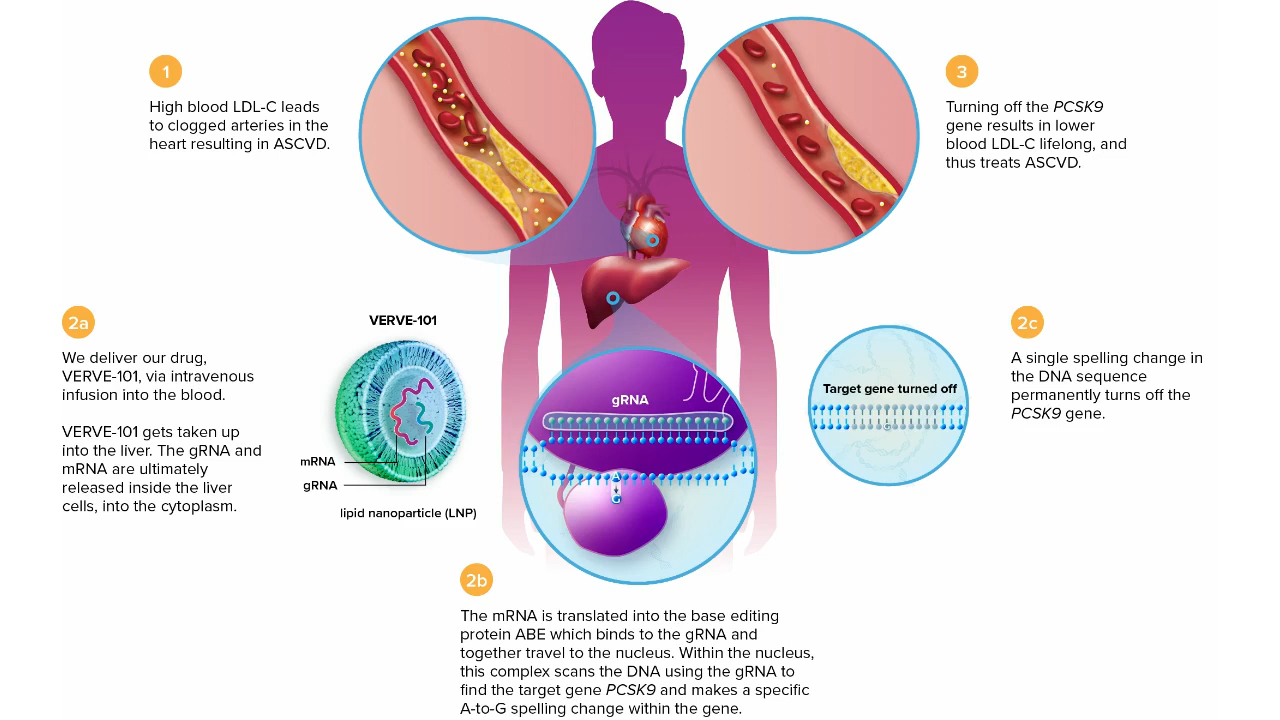 1
High blood LDL-C leads
to clogged arteries in the
heart resulting in ASCVD.
3
Turning off the PCSK9
gene results in lower
blood LDL-C lifelong, and
thus treats ASCVD.
2a
We deliver our drug,
VERVE-101, via intravenous
infusion into the blood.
VERVE-101 gets taken up
into the liver. The gRNA and
mRNA are ultimately
released inside the liver
cells, into the cytoplasm.
VERVE-101
mRNA
gRNA
lipid nanoparticle (LNP)
gRNA
A
G
Target gene turned off
G
2c
A single spelling change in
the DNA sequence
permanently turns off the
PCSK9 gene.
2b
The mRNA is translated into the base editing
protein ABE which binds to the gRNA and
together travel to the nucleus. Within the nucleus,
this complex scans the DNA using the gRNA to
find the target gene PCSK9 and makes a specific
A-to-G spelling change within the gene.